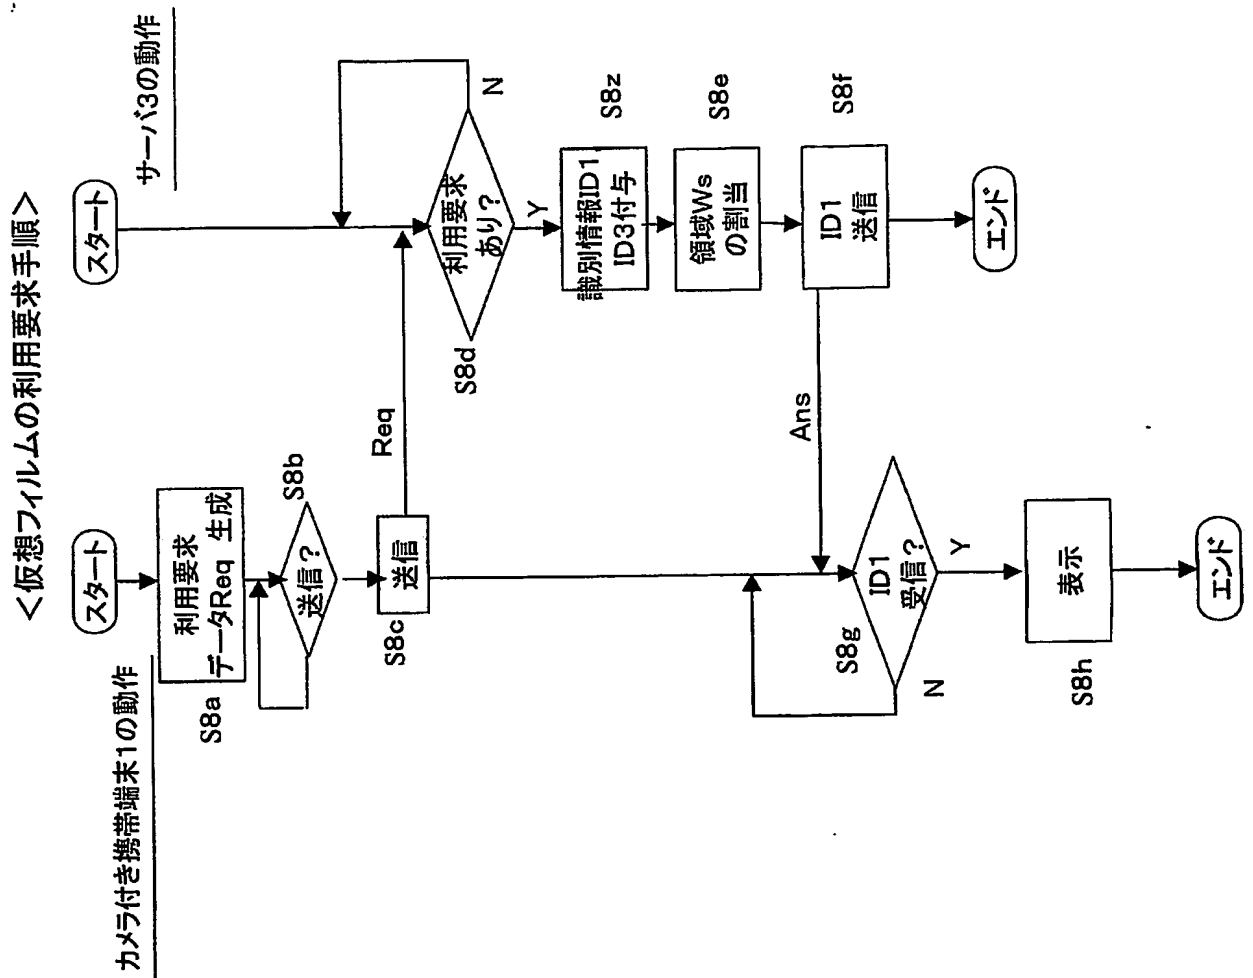 <仮想フィルムの利用要求手順>
カメラ付き携帯端末1の動作
スタート
S8a
利用要求
データReq 生成
送信?
S8b
S8c
送信
Req
S8g
ID1
受信?
N
Y
S8h
表示
エンド
サーバ3の動作
スタート
S8d
利用要求
あり?
N
Y
識別情報ID1,
ID3付与
S8z
領域Ws
の割当
S8e
ID1
送信
S8f
Ans
エンド